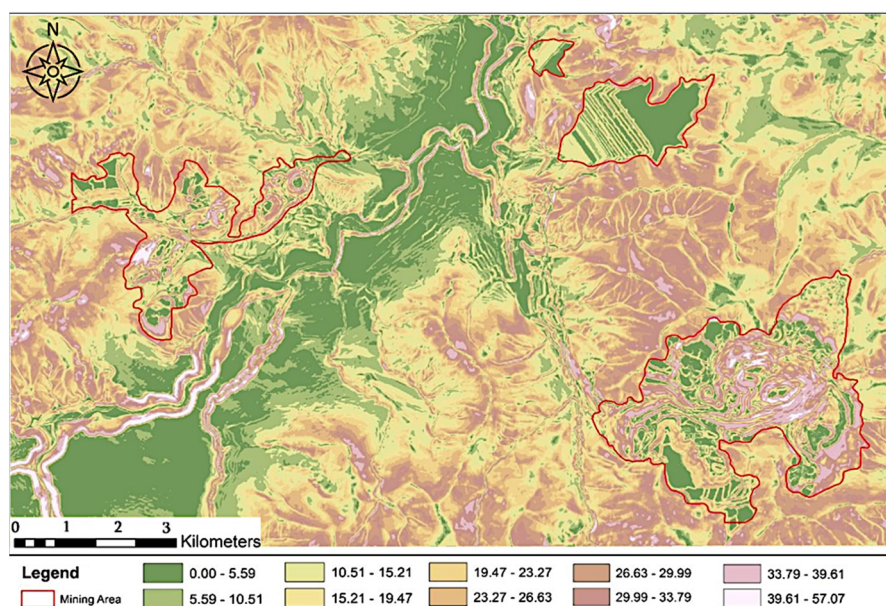 N
0 1 2 3
Kilometers
Legend
0.00 - 5.59 10.51 - 15.21 19.47 - 23.27 26.63 - 29.99 33.79 - 39.61
Mining Area 5.59 - 10.51 15.21 - 19.47 23.27 - 26.63 29.99 - 33.79 39.61 - 57.07